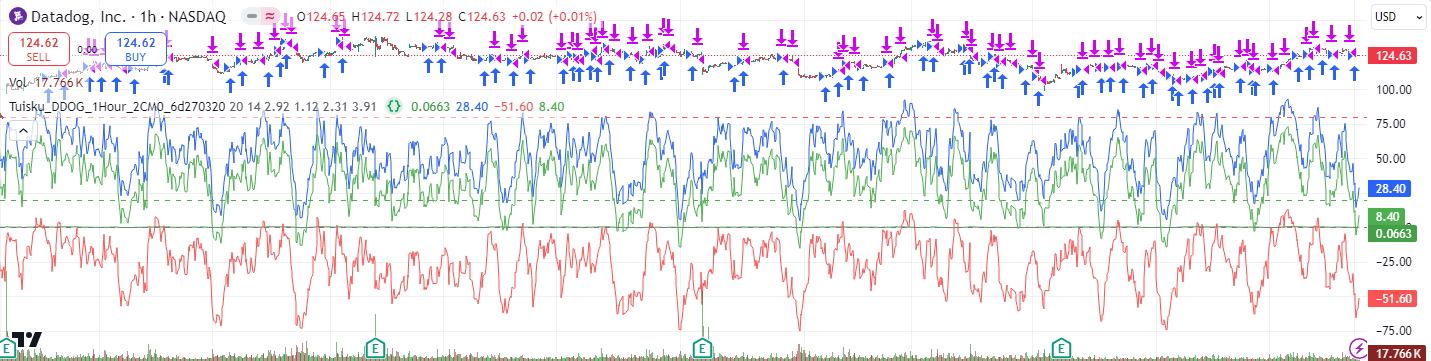 Datadog, Inc. · 1h · NASDAQ O124.65 H124.72 L124.28 C124.63 +0.02 (+0.01%)
USD
124.62 SELL
0.00
124.62 BUY
124.63
Vol · 17.766 K
100.00
Tuisku_DDOG_1Hour_2CM0_6d270320 20 14 2.92 1.12 2.31 3.91 {} 0.0663 28.40 −51.60 8.40
75.00
50.00
28.40
8.40
0.0663
−25.00
−51.60
−75.00
E E E E
17.766 K